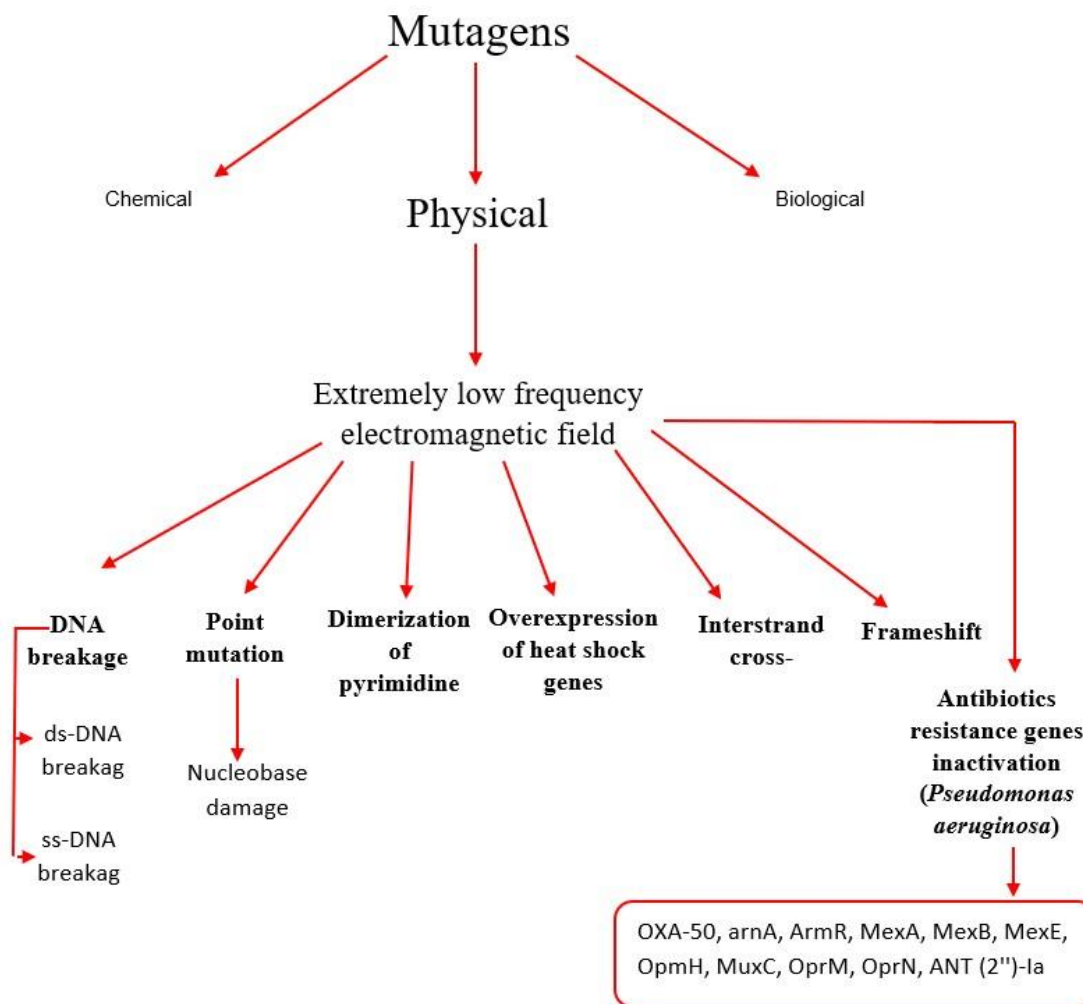 Mutagens
Chemical
Physical
Biological
Extremely low frequency
electromagnetic field
DNA
breakage
ds-DNA
breakag
ss-DNA
breakag
Point
mutation
Nucleobase
damage
Dimerization
of
pyrimidine
Overexpression
of heat shock
genes
Interstrand
cross-
Frameshift
Antibiotics
resistance genes
inactivation
(Pseudomonas
aeruginosa)
OXA-50, arnA, ArmR, MexA, MexB, MexE,
OpmH, MuxC, OprM, OprN, ANT (2'')-Ia